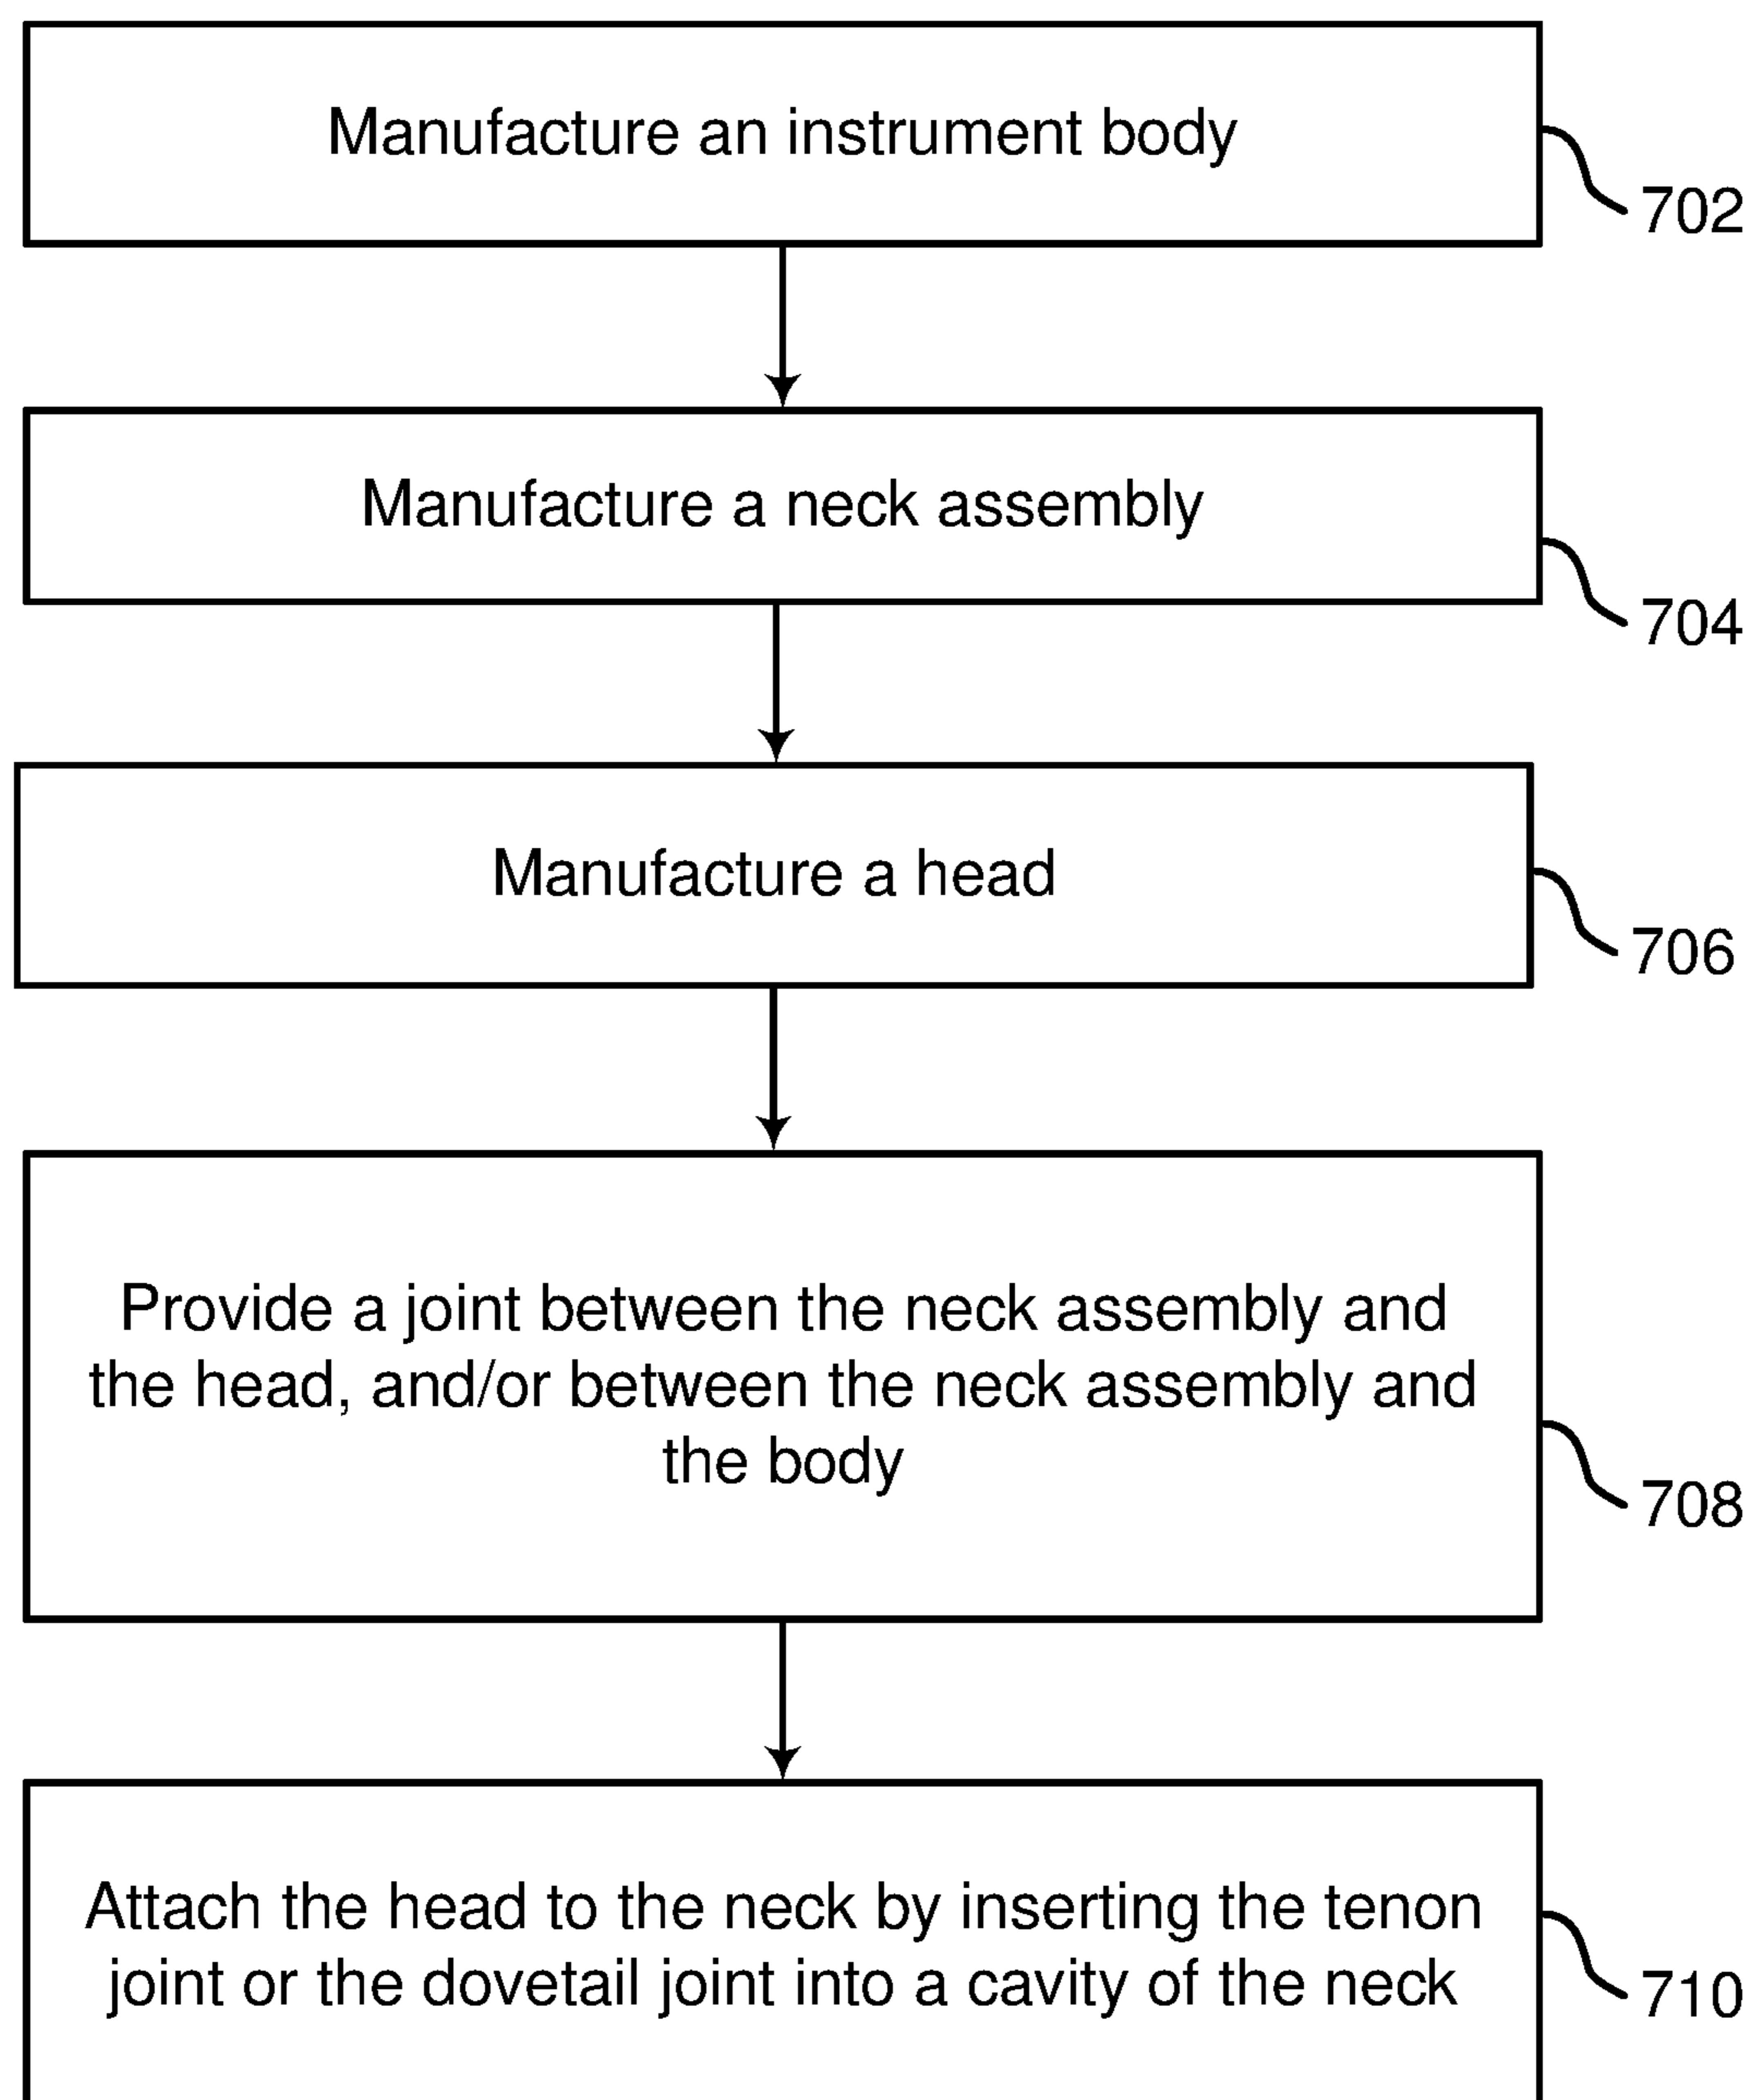 Manufacture an instrument body
702
Manufacture a neck assembly
704
Manufacture a head
706
Provide a joint between the neck assembly and
the head, and/or between the neck assembly and
the body
708
Attach the head to the neck by inserting the tenon
joint or the dovetail joint into a cavity of the neck
710